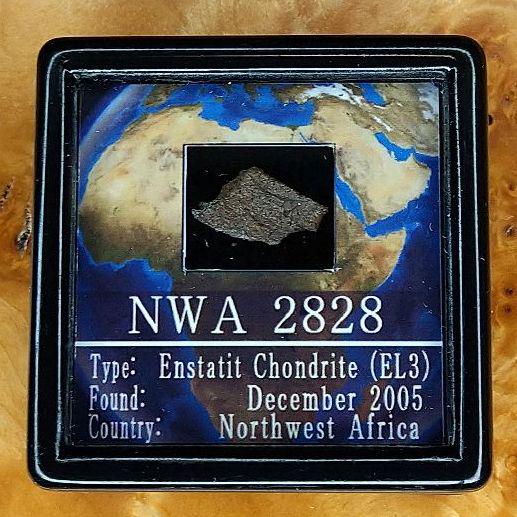 NWA 2828
Type: Enstatit Chondrite (EL3)
Found: December 2005
Country: Northwest Africa